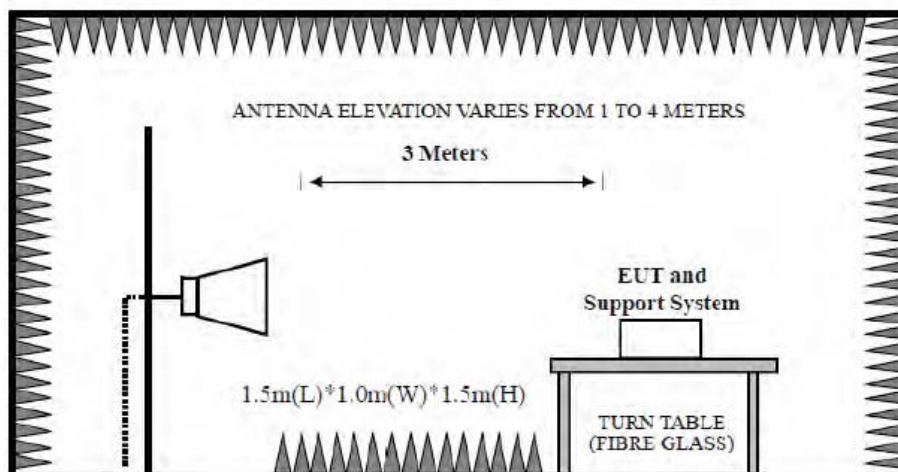 ANTENNA ELEVATION VARIES FROM 1 TO 4 METERS
3 Meters
EUT and
Support System
1.5m(L)*1.0m(W)*1.5m(H)
TURN TABLE
(FIBRE GLASS)